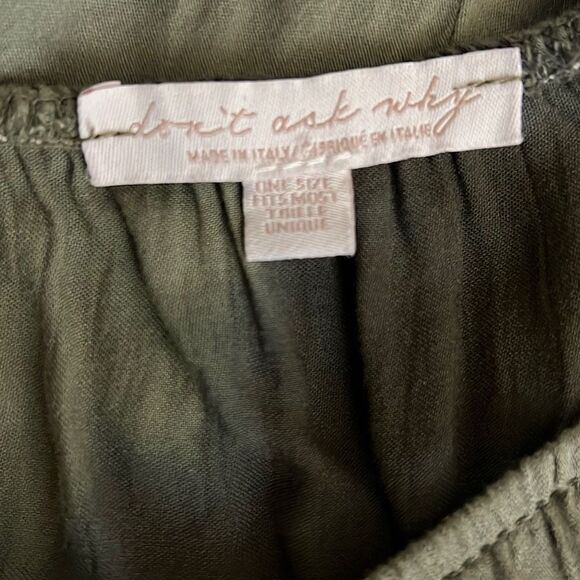 don't ask why
MADE IN ITALY/FABRIQUÉ EN ITALIE
ONE SIZE
FITS MOST
TAILLE
UNIQUE